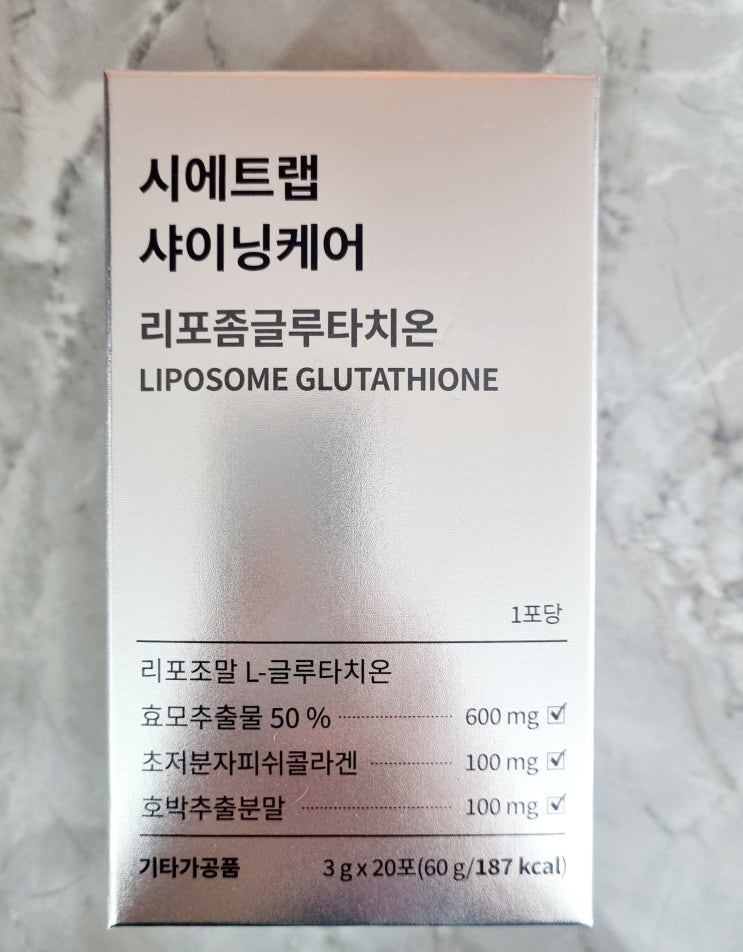 시에트랩
샤이닝케어
리포좀글루타치온
LIPOSOME GLUTATHIONE
1포당
리포조말 L-글루타치온
효모추출물 50 % 600 mg ☑
초저분자피쉬콜라겐 100 mg ☑
호박추출분말 100 mg ☑
기타가공품 3 g x 20포(60 g/187 kcal)